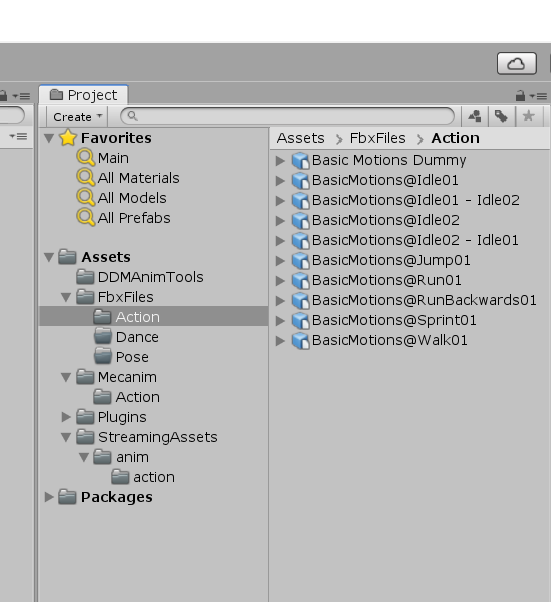 Project
Create
Favorites
Main
All Materials
All Models
All Prefabs
Assets
DDMAnimTools
FbxFiles
Action
Dance
Pose
Mecanim
Action
Plugins
StreamingAssets
anim
action
Packages
Assets > FbxFiles > Action
Basic Motions Dummy
BasicMotions@Idle01
BasicMotions@Idle01 - Idle02
BasicMotions@Idle02
BasicMotions@Idle02 - Idle01
BasicMotions@Jump01
BasicMotions@Run01
BasicMotions@RunBackwards01
BasicMotions@Sprint01
BasicMotions@Walk01